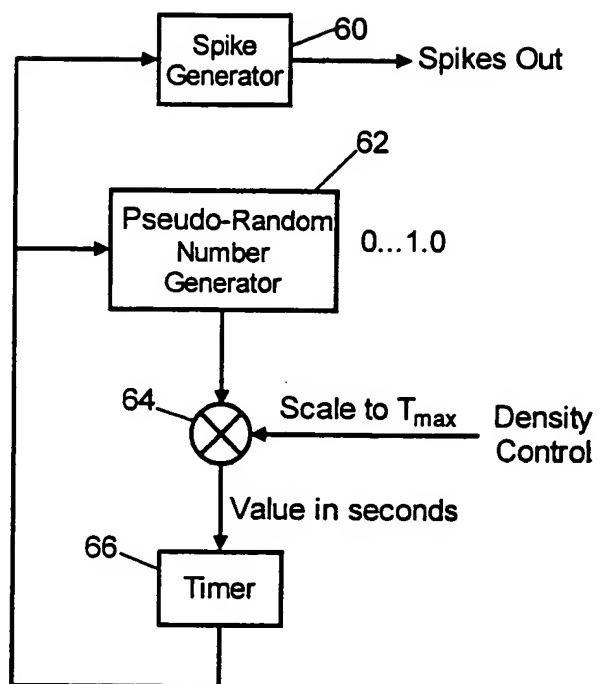 60
Spike
Generator
Spikes Out
62
Pseudo-Random
Number
Generator
0...1.0
64
Scale to Tmax
Density
Control
Value in seconds
66
Timer